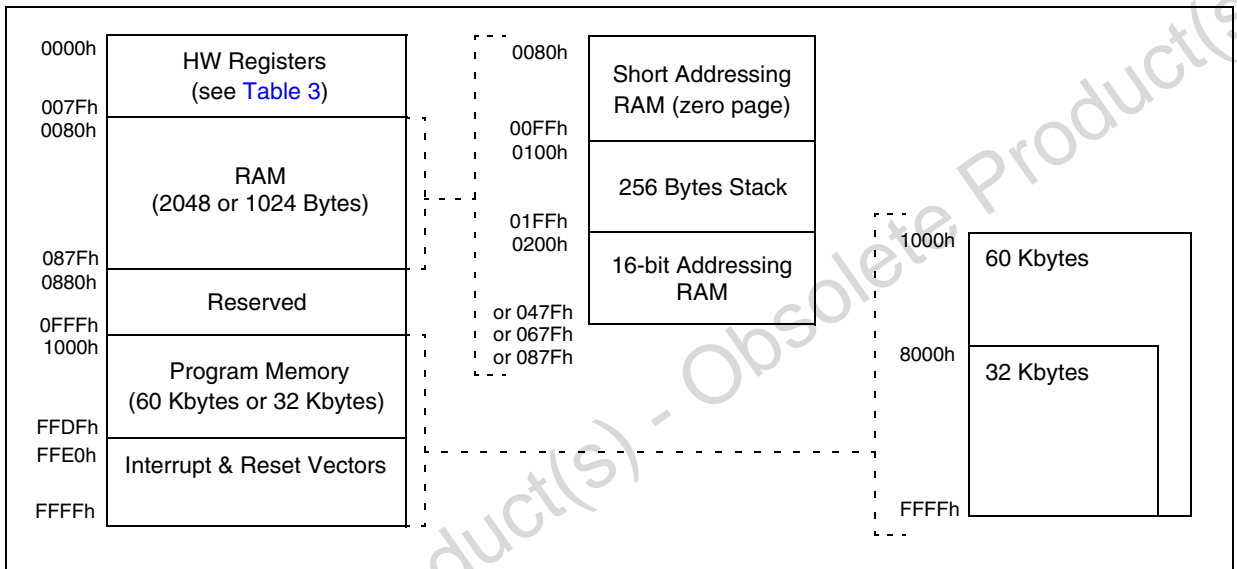 0000h
HW Registers
(see Table 3)
007Fh
0080h
RAM
(2048 or 1024 Bytes)
087Fh
0880h
Reserved
0FFFh
1000h
Program Memory
(60 Kbytes or 32 Kbytes)
FFDFh
FFE0h
Interrupt & Reset Vectors
FFFFh
0080h
Short Addressing
RAM (zero page)
00FFh
0100h
256 Bytes Stack
01FFh
0200h
16-bit Addressing
RAM
or 047Fh
or 067Fh
or 087Fh
1000h
60 Kbytes
8000h
32 Kbytes
FFFFh
duct(s) - Obsolete Product(s